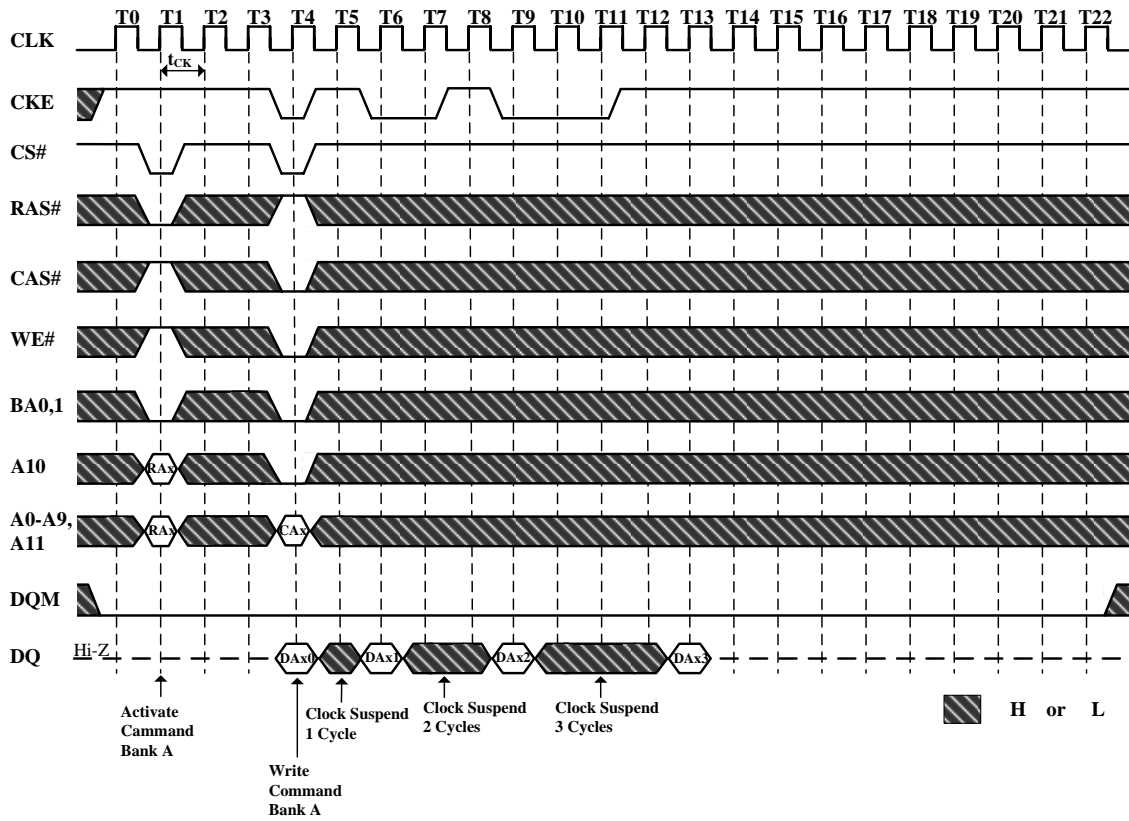 T0 T1 T2 T3 T4 T5 T6 T7 T8 T9 T10 T11 T12 T13 T14 T15 T16 T17 T18 T19 T20 T21 T22
CLK
tCK
CKE
CS#
RAS#
CAS#
WE#
BA0,1
A10
RAx
A0-A9,
A11
RAx
CAx
DQM
DQ
Hi-Z
DAx0
DAx1
DAx2
DAx3
Activate
Cammand
Bank A
Write
Command
Bank A
Clock Suspend
1 Cycle
Clock Suspend
2 Cycles
Clock Suspend
3 Cycles
H or L